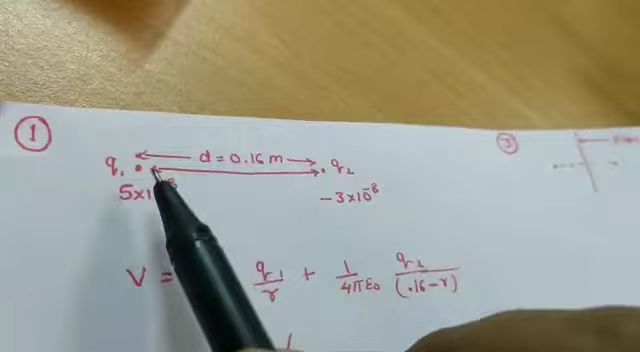 ① ③
q₁ d = 0.16 m q₂
5×1 -3×10⁻⁸
V = q₁/r + 1/4πε₀ q₂/(.16-r)